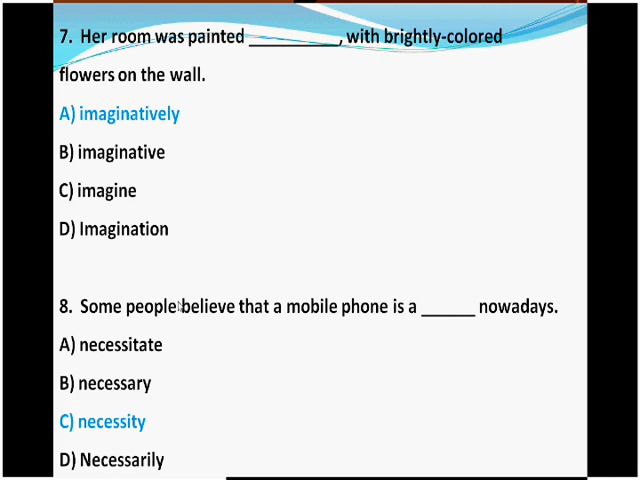 7. Her room was painted __________, with brightly-colored
flowers on the wall.
A) imaginatively
B) imaginative
C) imagine
D) Imagination
8. Some people believe that a mobile phone is a ______ nowadays.
A) necessitate
B) necessary
C) necessity
D) Necessarily